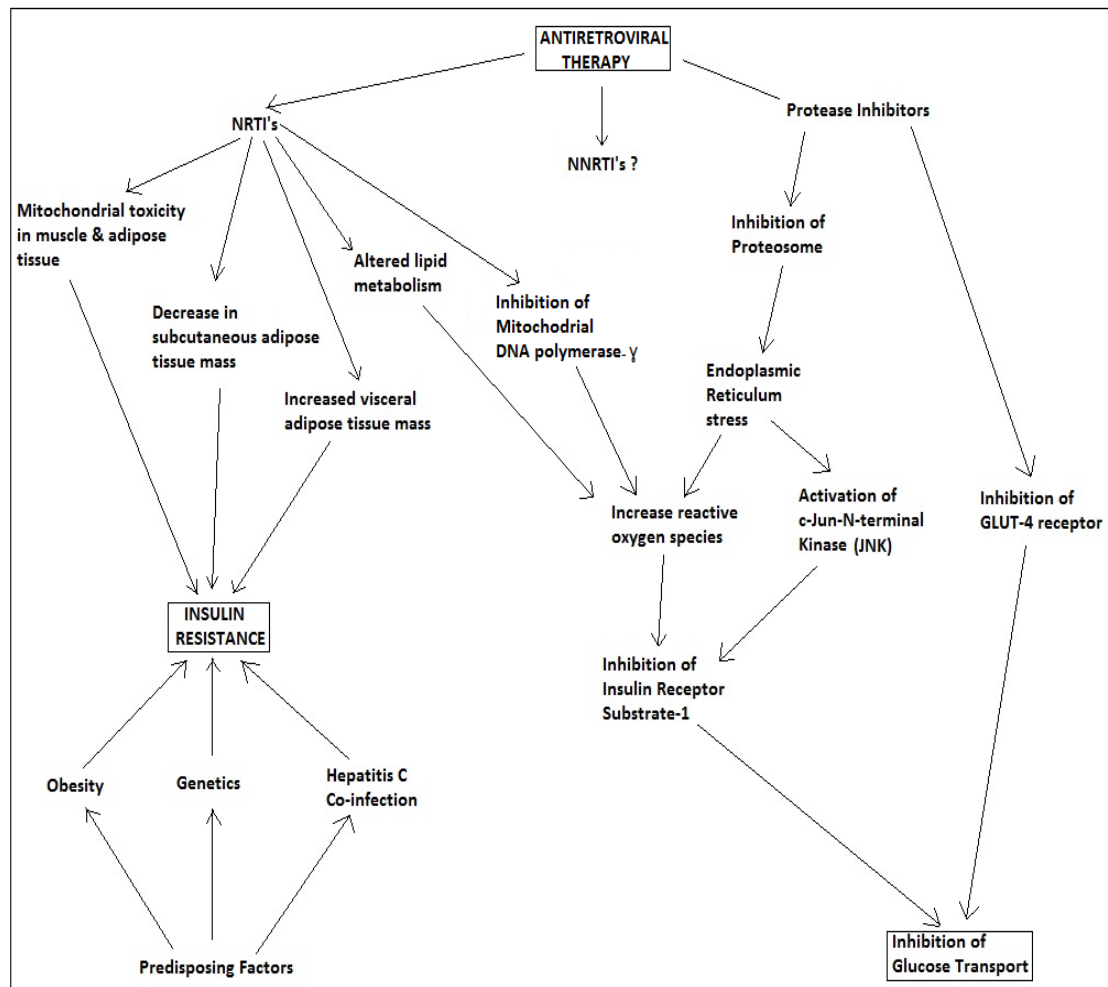 ANTIRETROVIRAL
THERAPY
NRTI's
NNRTI's ?
Protease Inhibitors
Mitochondrial toxicity
in muscle & adipose
tissue
Decrease in
subcutaneous adipose
tissue mass
Increased visceral
adipose tissue mass
Altered lipid
metabolism
Inhibition of
Mitochodrial
DNA polymerase-γ
Inhibition of
Proteosome
Endoplasmic
Reticulum
stress
Increase reactive
oxygen species
Activation of
c-Jun-N-terminal
Kinase (JNK)
Inhibition of
GLUT-4 receptor
INSULIN
RESISTANCE
Inhibition of
Insulin Receptor
Substrate-1
Obesity
Genetics
Hepatitis C
Co-infection
Predisposing Factors
Inhibition of
Glucose Transport